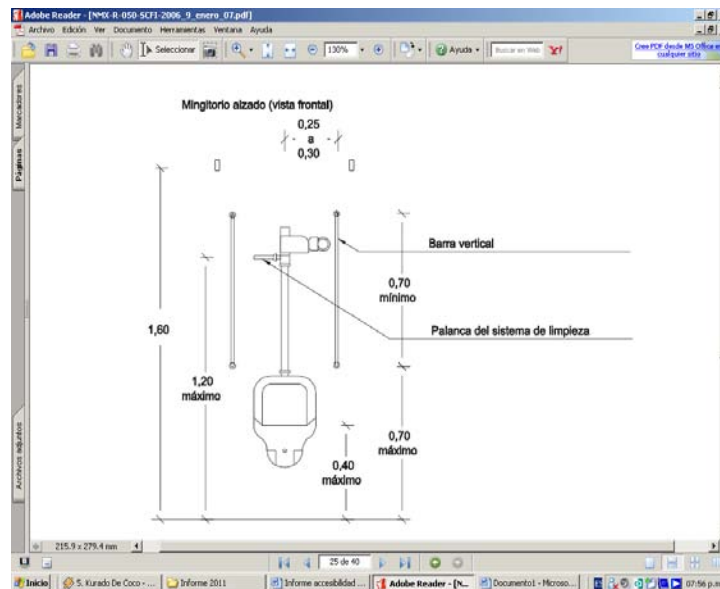 Adobe Reader - [NMX-R-050-SCFI-2006_9_enero_07.pdf]
Archivo Edición Ver Documento Herramientas Ventana Ayuda
Seleccionar 130% Ayuda Buscar en Web Y!
Cree PDF desde MS Office en cualquier sitio
Marcadores
Páginas
Archivos adjuntos
Mingitorio alzado (vista frontal)
0,25
a
0,30
Barra vertical
0,70
mínimo
Palanca del sistema de limpieza
1,60
1,20
máximo
0,70
máximo
0,40
máximo
215.9 x 279.4 mm
25 de 40
Inicio S. Kurado De Coco - ... Informe 2011 Informe accesibilidad ... Adobe Reader - [N... Documento1 - Microso... 07:56 p.m.